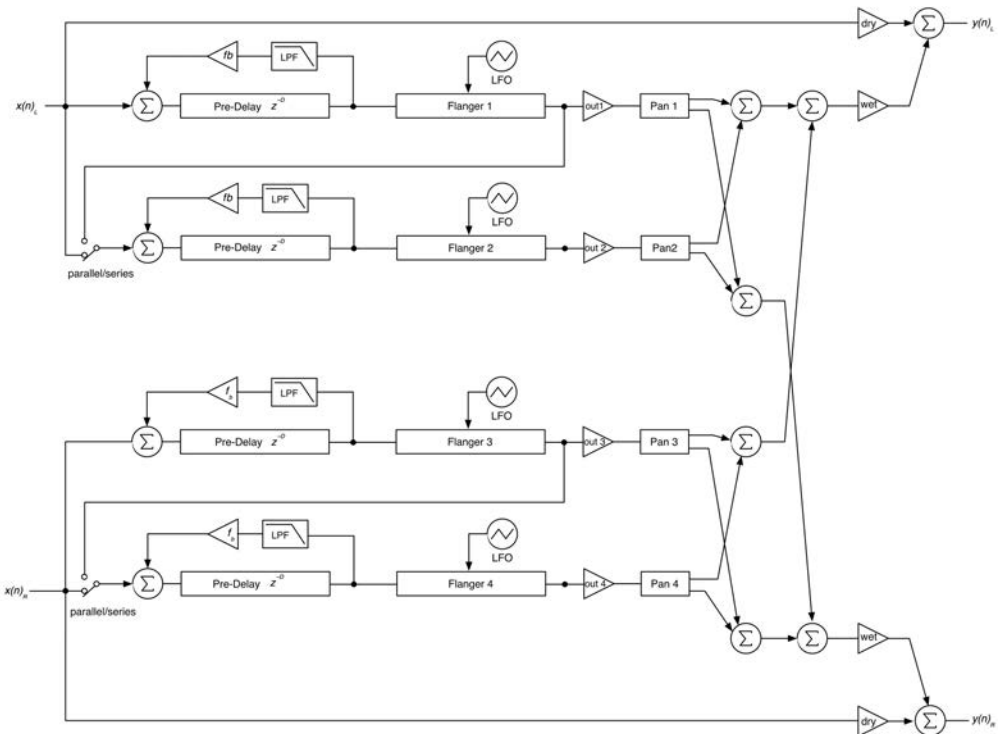 dry Σ y(n)L
fb LPF LFO
x(n)L Σ Pre-Delay z-D Flanger 1 out1 Pan 1 Σ Σ wet
fb LPF LFO
Σ Pre-Delay z-D Flanger 2 out 2 Pan2
parallel/series
Σ
fb LPF LFO
Σ Pre-Delay z-D Flanger 3 out 3 Pan 3 Σ
fb LPF LFO
x(n)R Σ Pre-Delay z-D Flanger 4 out 4 Pan 4
parallel/series
Σ Σ wet
dry Σ y(n)R